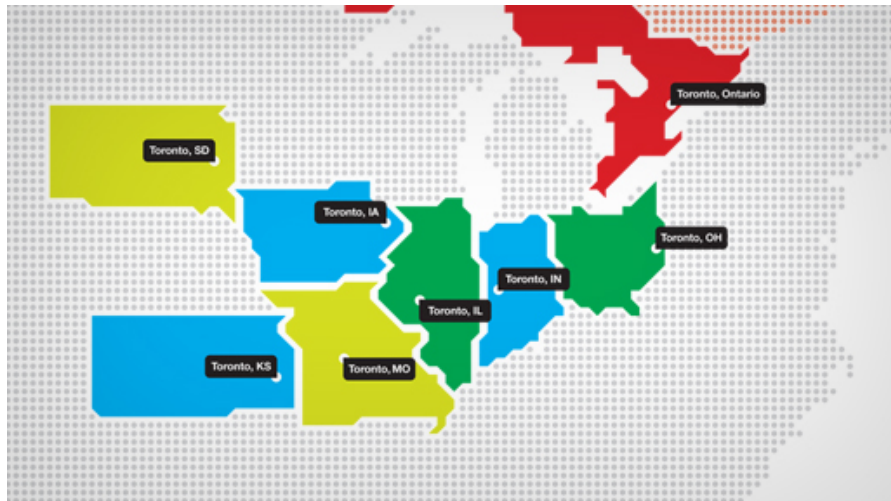 Toronto, Ontario
Toronto, SD
Toronto, IA
Toronto, OH
Toronto, IN
Toronto, IL
Toronto, KS
Toronto, MO